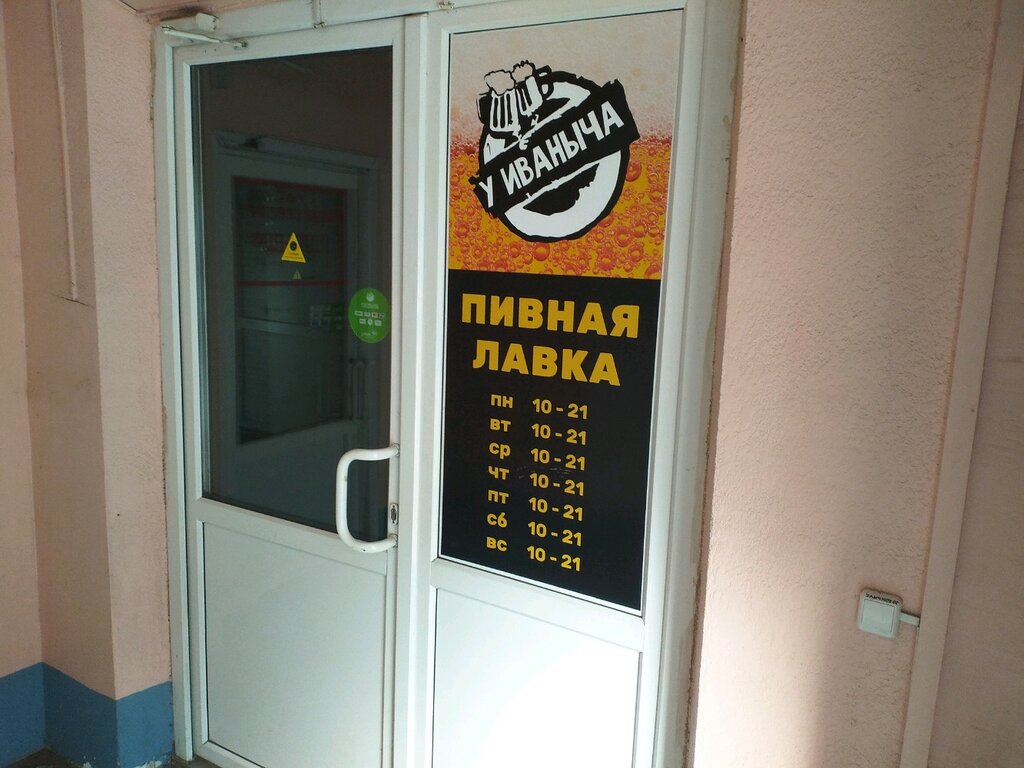 У ИВАНЫЧА
ПИВНАЯ
ЛАВКА
пн 10 - 21
вт 10 - 21
ср 10 - 21
чт 10 - 21
пт 10 - 21
сб 10 - 21
вс 10 - 21